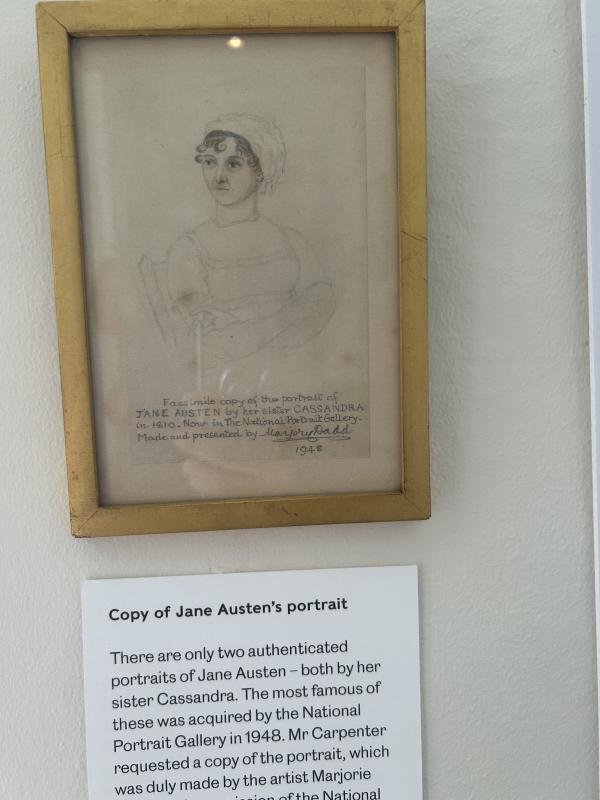 Facsimile copy of the portrait of
JANE AUSTEN by her sister CASSANDRA
in 1810. Now in The National Portrait Gallery.
Made and presented by Marjory Dadd
1948
Copy of Jane Austen's portrait
There are only two authenticated
portraits of Jane Austen – both by her
sister Cassandra. The most famous of
these was acquired by the National
Portrait Gallery in 1948. Mr Carpenter
requested a copy of the portrait, which
was duly made by the artist Marjorie
of the National